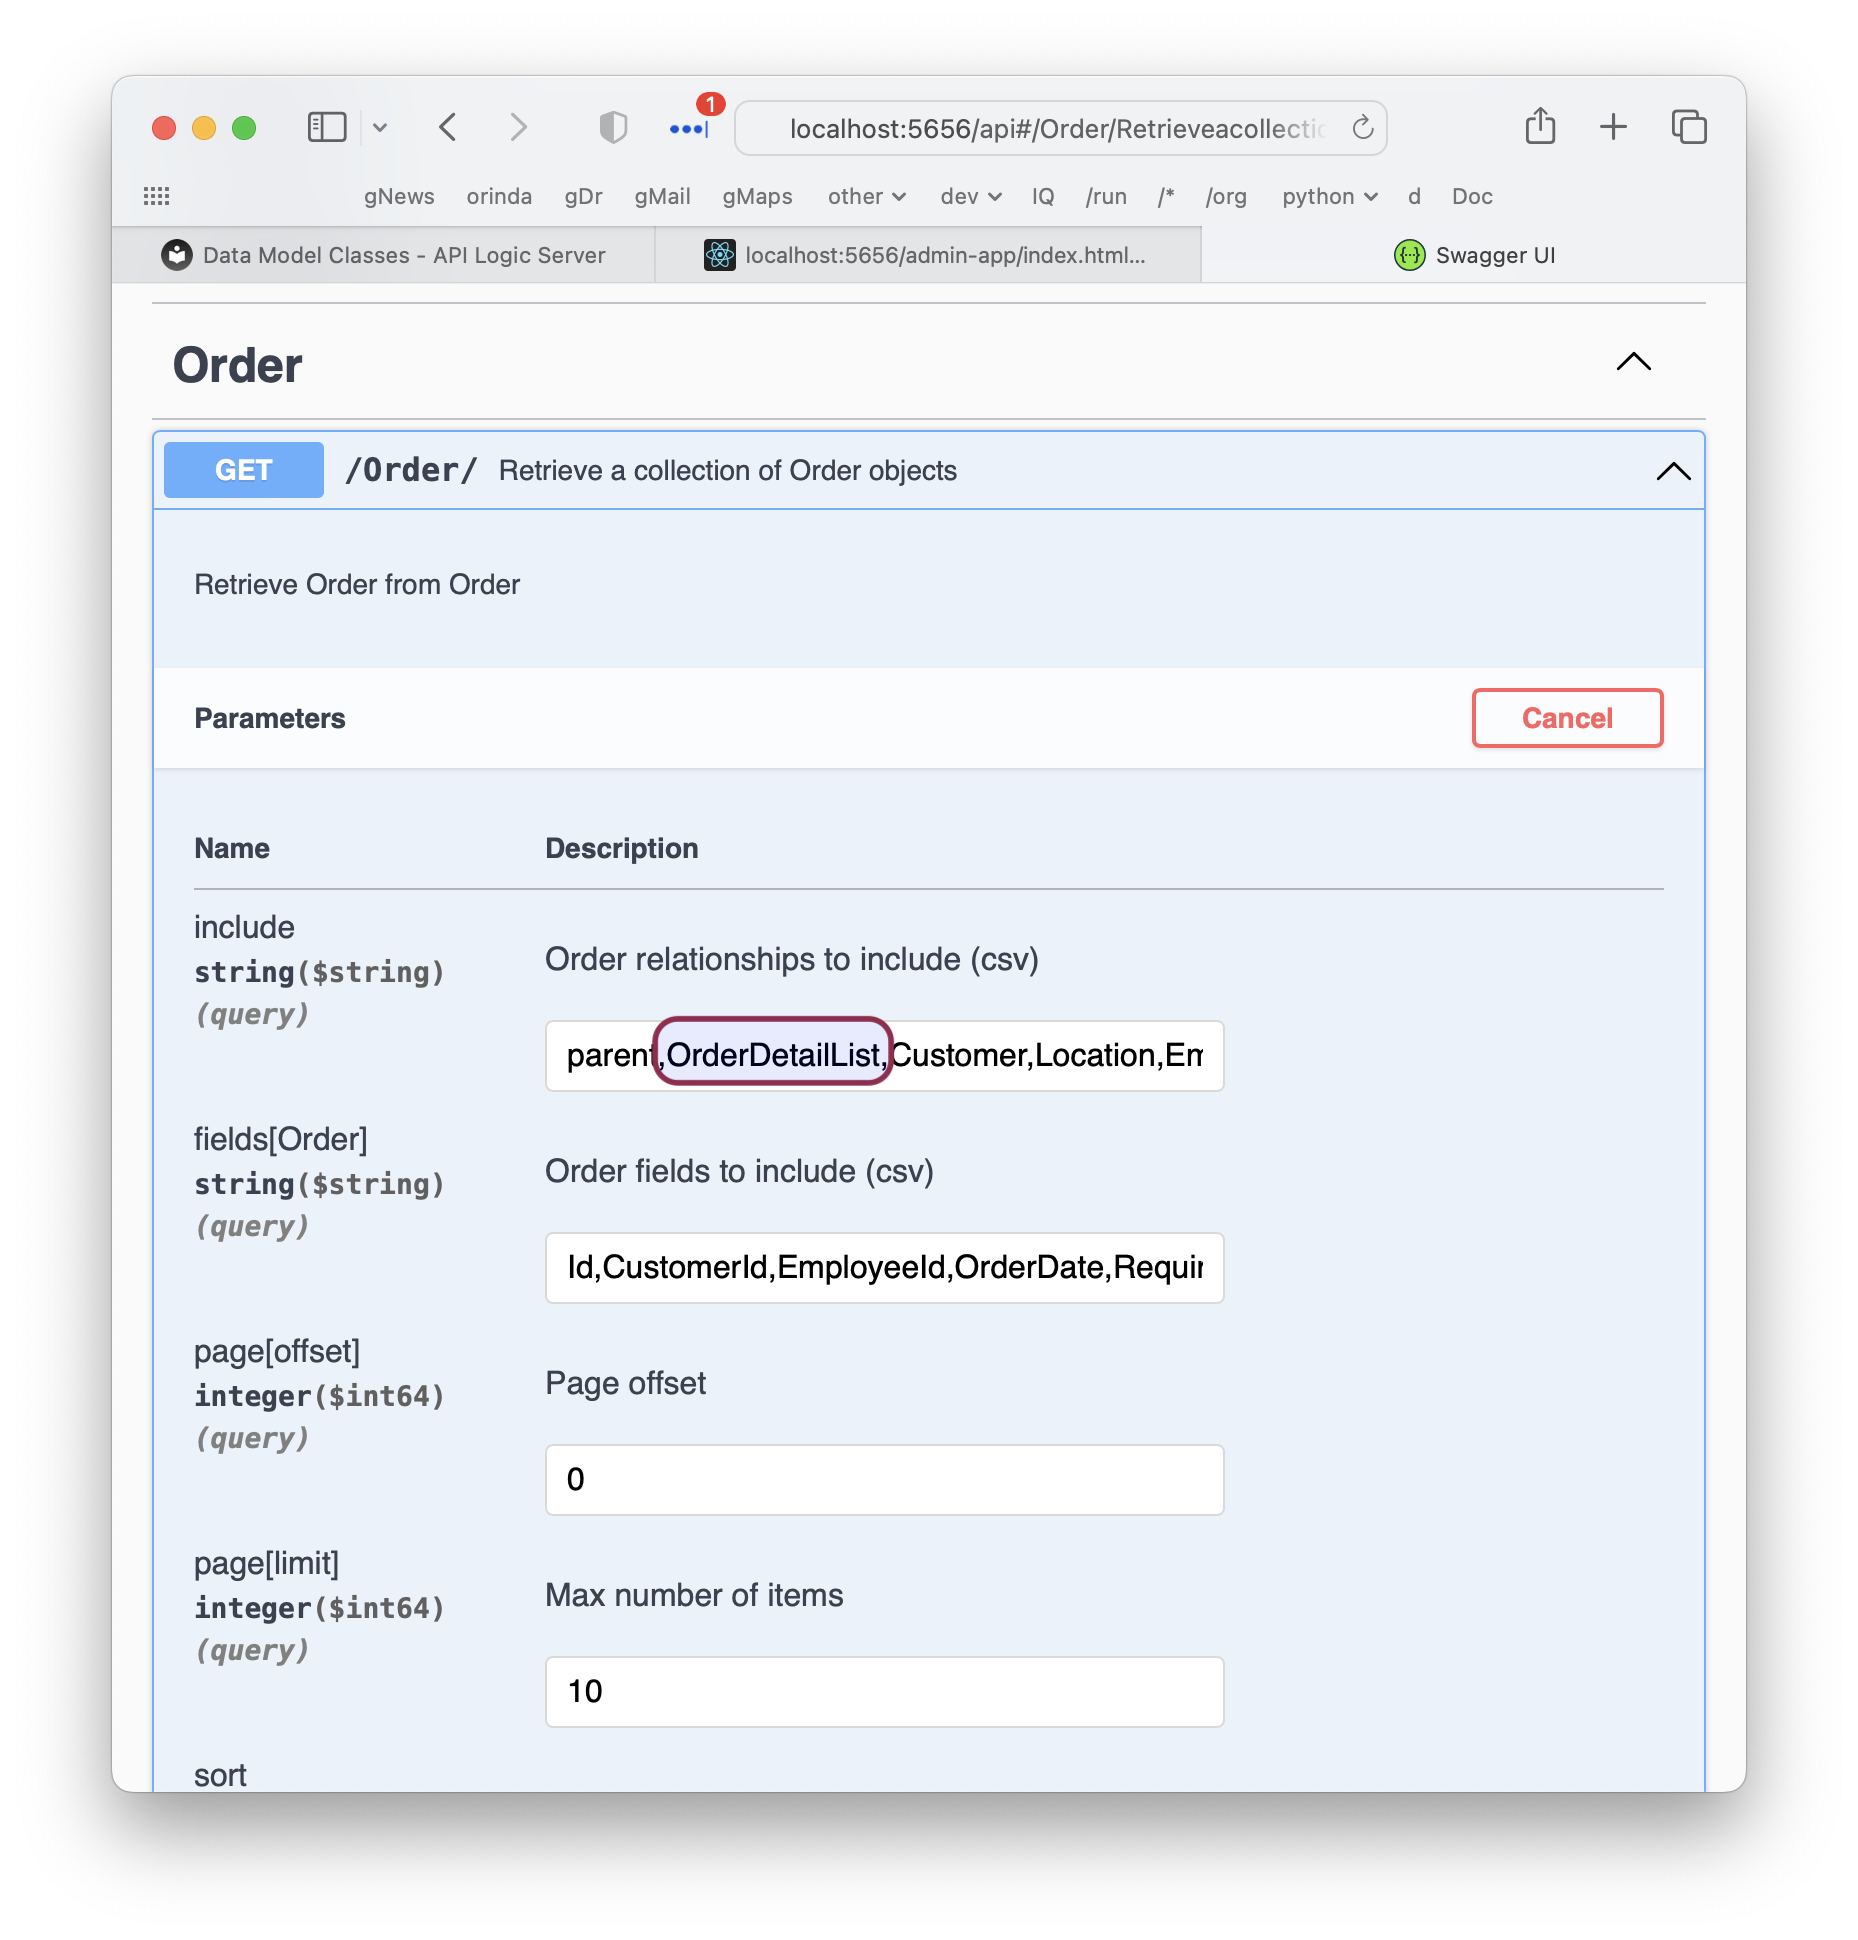 1
localhost:5656/api#/Order/Retrieveacollectic
gNews orinda gDr gMail gMaps other dev IQ /run /* /org python d Doc
Data Model Classes - API Logic Server localhost:5656/admin-app/index.html... {··} Swagger UI
Order
GET /Order/ Retrieve a collection of Order objects
Retrieve Order from Order
Parameters Cancel
Name Description
include
string($string)
(query)
Order relationships to include (csv)
parent,OrderDetailList,Customer,Location,Em
fields[Order]
string($string)
(query)
Order fields to include (csv)
Id,CustomerId,EmployeeId,OrderDate,Requir
page[offset]
integer($int64)
(query)
Page offset
0
page[limit]
integer($int64)
(query)
Max number of items
10
sort